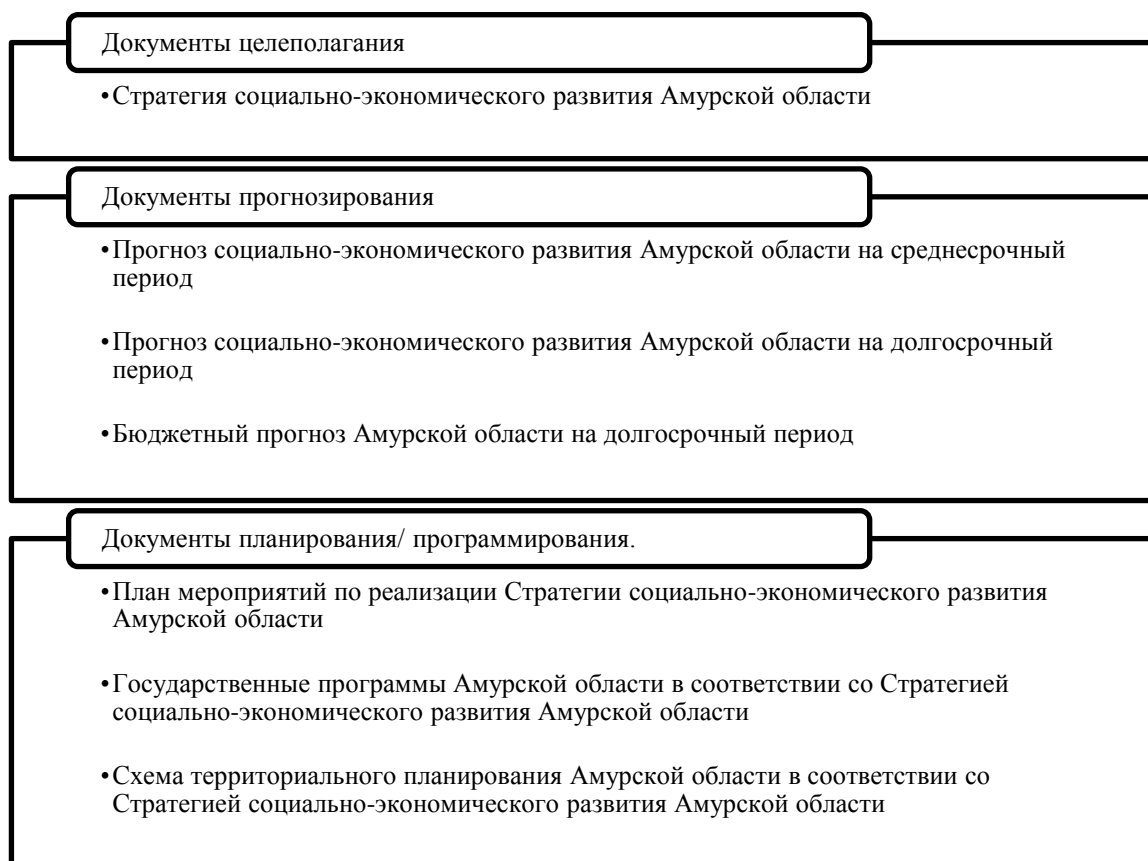 Документы целеполагания
•Стратегия социально-экономического развития Амурской области
Документы прогнозирования
•Прогноз социально-экономического развития Амурской области на среднесрочный
период
•Прогноз социально-экономического развития Амурской области на долгосрочный
период
•Бюджетный прогноз Амурской области на долгосрочный период
Документы планирования/ программирования.
•План мероприятий по реализации Стратегии социально-экономического развития
Амурской области
•Государственные программы Амурской области в соответствии со Стратегией
социально-экономического развития Амурской области
•Схема территориального планирования Амурской области в соответствии со
Стратегией социально-экономического развития Амурской области